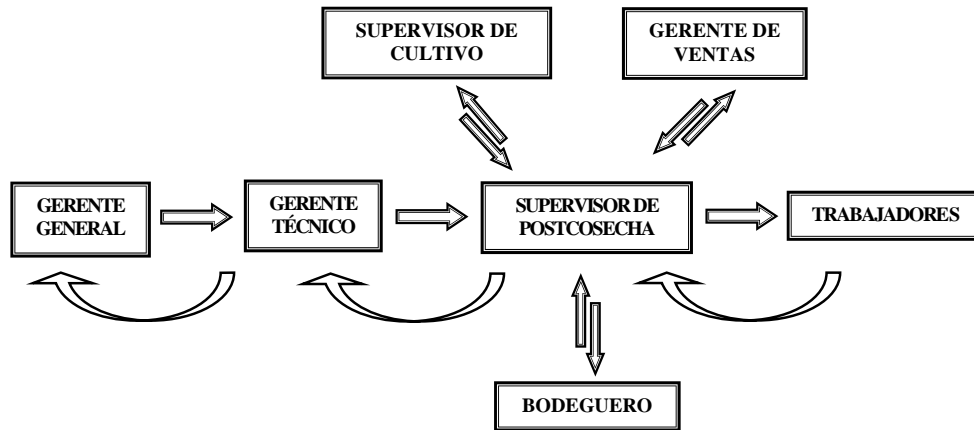 SUPERVISOR DE
CULTIVO
GERENTE DE
VENTAS
GERENTE
GENERAL
GERENTE
TÉCNICO
SUPERVISOR DE
POSTCOSECHA
TRABAJADORES
BODEGUERO